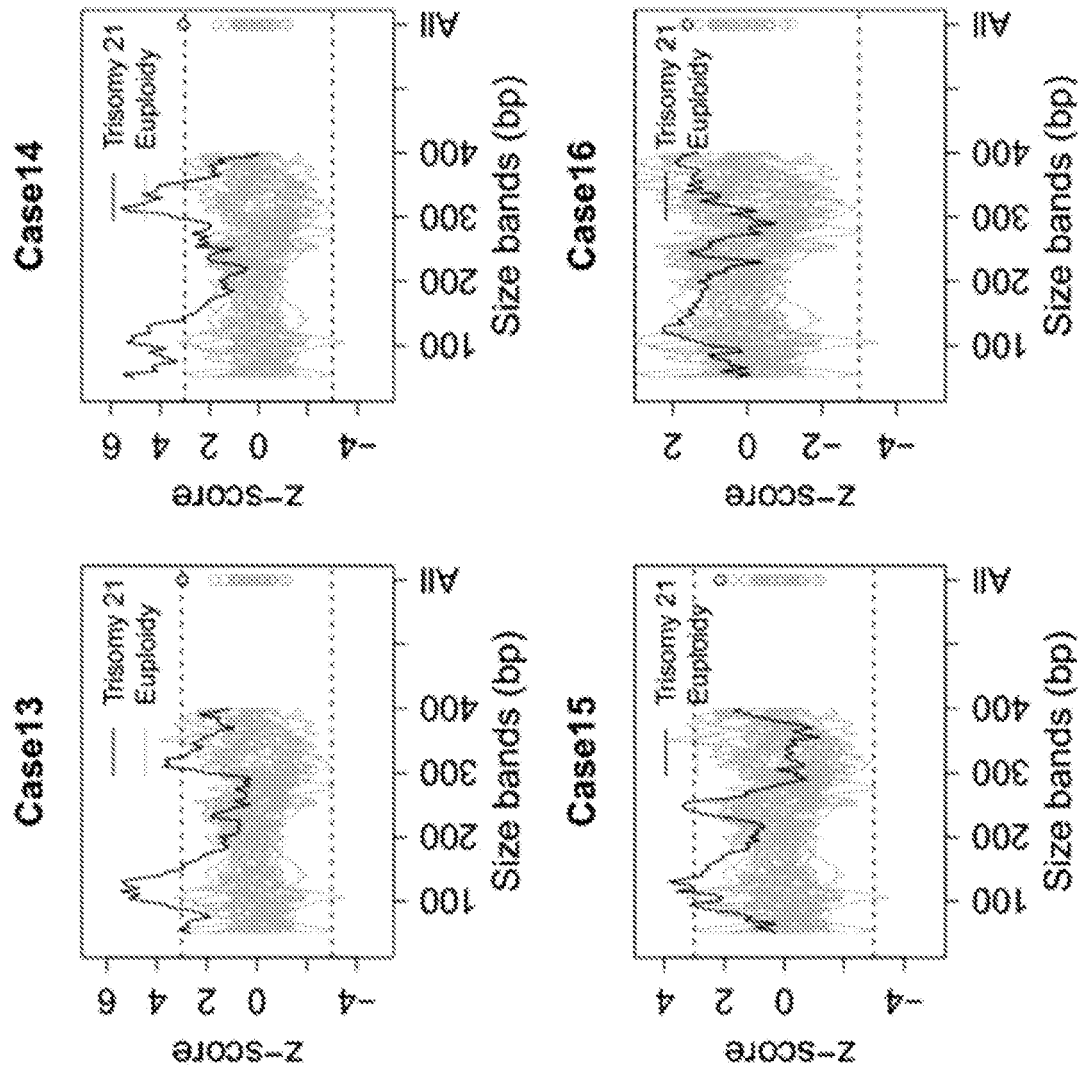 Case13
Trisomy 21
Euploidy
z-score
6
4
2
0
-4
100 200 300 400 All
Size bands (bp)
Case14
Trisomy 21
Euploidy
z-score
6
4
2
0
-4
100 200 300 400 All
Size bands (bp)
Case15
Trisomy 21
Euploidy
z-score
4
2
0
-4
100 200 300 400 All
Size bands (bp)
Case16
Trisomy 21
Euploidy
z-score
2
0
-2
-4
100 200 300 400 All
Size bands (bp)